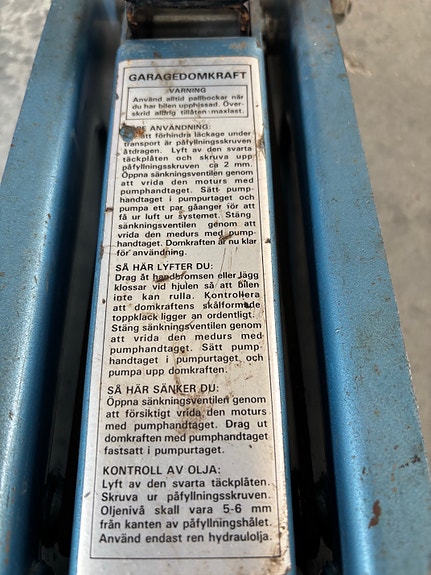 GARAGEDOMKRAFT
VARNING
Använd alltid pallbockar när
du har bilen upphissad. Över-
skrid aldrig tillåten maxlast.
ANVÄNDNING:
att förhindra läckage under
transport är påfyllningsskruven
åtdragen. Lyft av den svarta
täckplåten och skruva upp
påfyllningsskruven ca 2 mm.
Öppna sänkningsventilen genom
att vrida den moturs med
pumphandtaget. Sätt pump-
handtaget i pumpurtaget och
pumpa ett par gåanger för att
få ur luft ur systemet. Stäng
sänkningsventilen genom att
vrida den medurs med pump-
handtaget. Domkraften är nu klar
för användning.
SÅ HÄR LYFTER DU:
Drag åt handbromsen eller lägg
klossar vid hjulen så att bilen
inte kan rulla. Kontrollera
att domkraftens skålformade
toppklack ligger an ordentligt.
Stäng sänkningsventilen genom
att vrida den medurs med
pumphandtaget. Sätt pump-
handtaget i pumpurtaget och
pumpa upp domkraften.
SÅ HÄR SÄNKER DU:
Öppna sänkningsventilen genom
att försiktigt vrida den moturs
med pumphandtaget. Drag ut
domkraften med pumphandtaget
fastsatt i pumpurtaget.
KONTROLL AV OLJA:
Lyft av den svarta täckplåten.
Skruva ur påfyllningsskruven.
Oljenivå skall vara 5-6 mm
från kanten av påfyllningshålet.
Använd endast ren hydraulolja.